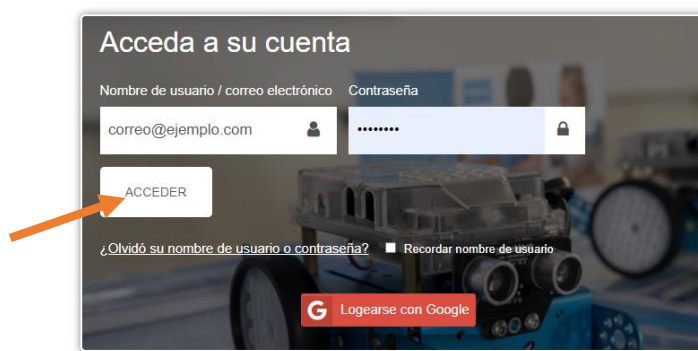 Acceda a su cuenta
Nombre de usuario / correo electrónico Contraseña
correo@ejemplo.com ••••••••
ACCEDER
¿Olvidó su nombre de usuario o contraseña? Recordar nombre de usuario
G Logearse con Google